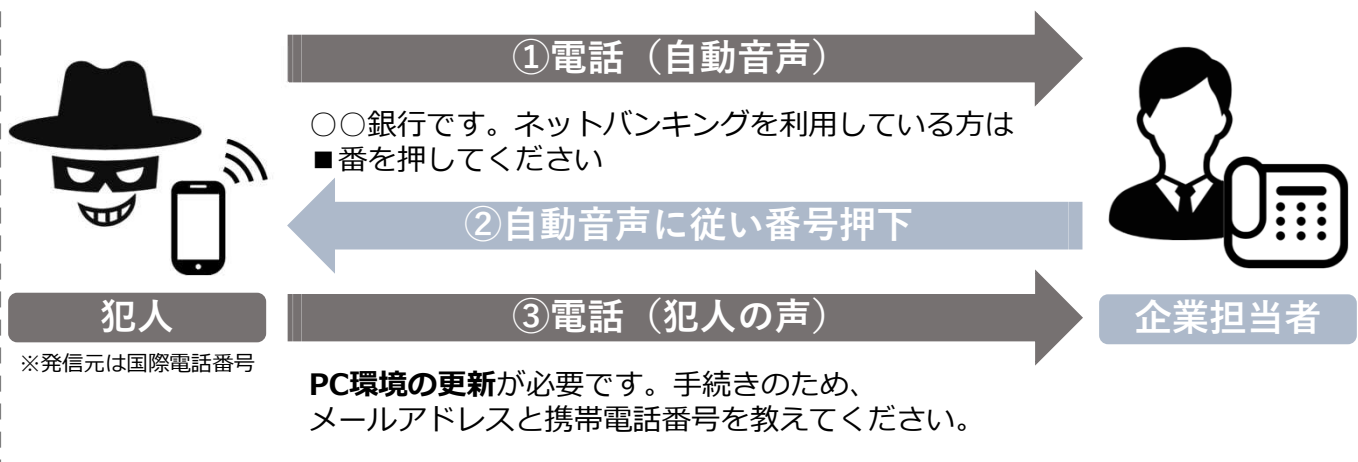 ①電話（自動音声）
○○銀行です。ネットバンキングを利用している方は
■番を押してください
②自動音声に従い番号押下
犯人
③電話（犯人の声）
企業担当者
※発信元は国際電話番号
PC環境の更新が必要です。手続きのため、
メールアドレスと携帯電話番号を教えてください。